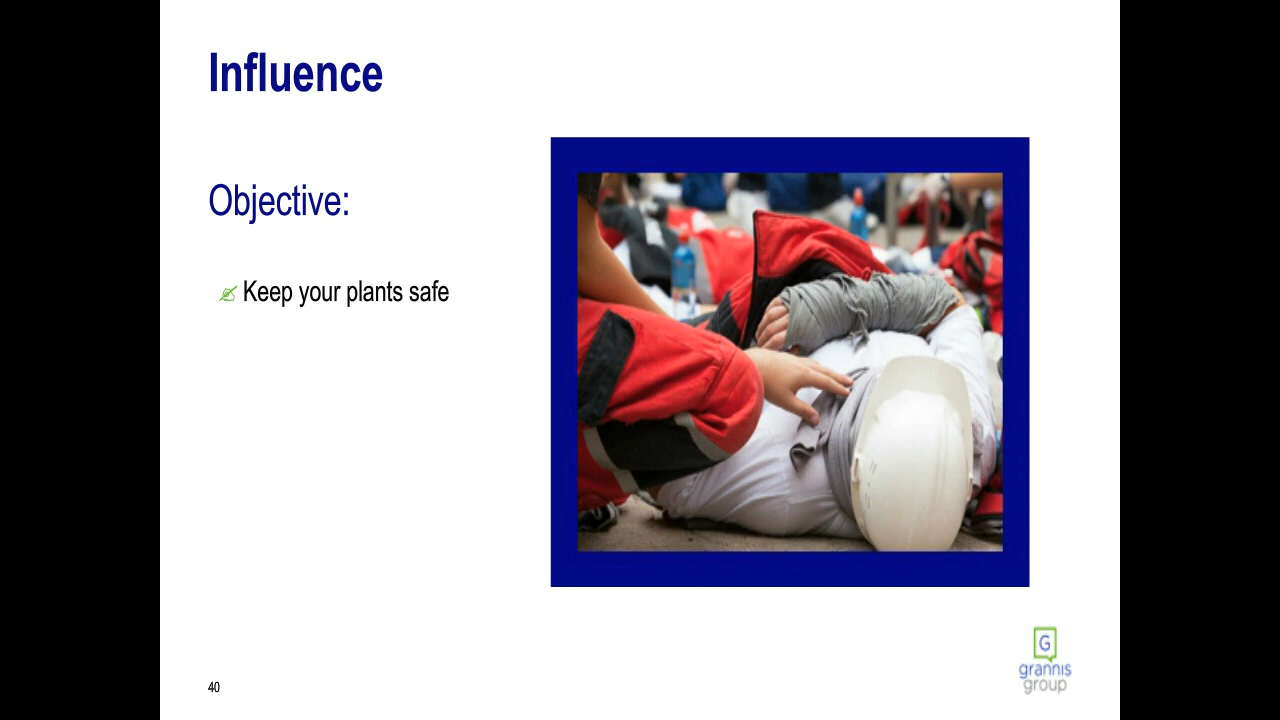 Influence
Objective:
Keep your plants safe
G
grannis
group
40